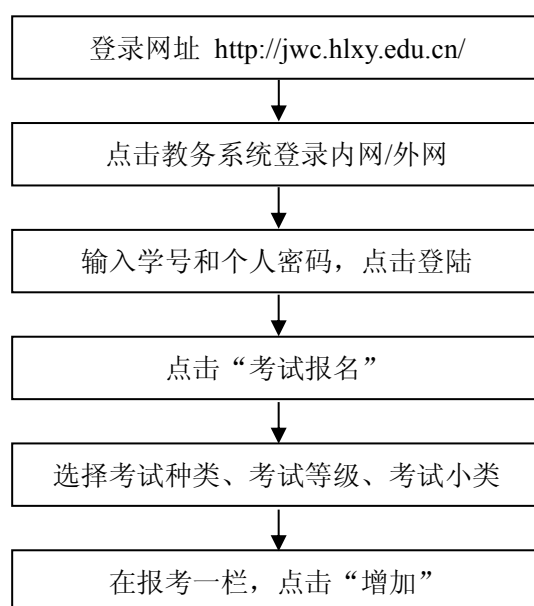 登录网址 http://jwc.hlxy.edu.cn/
点击教务系统登录内网/外网
输入学号和个人密码，点击登陆
点击“考试报名”
选择考试种类、考试等级、考试小类
在报考一栏，点击“增加”